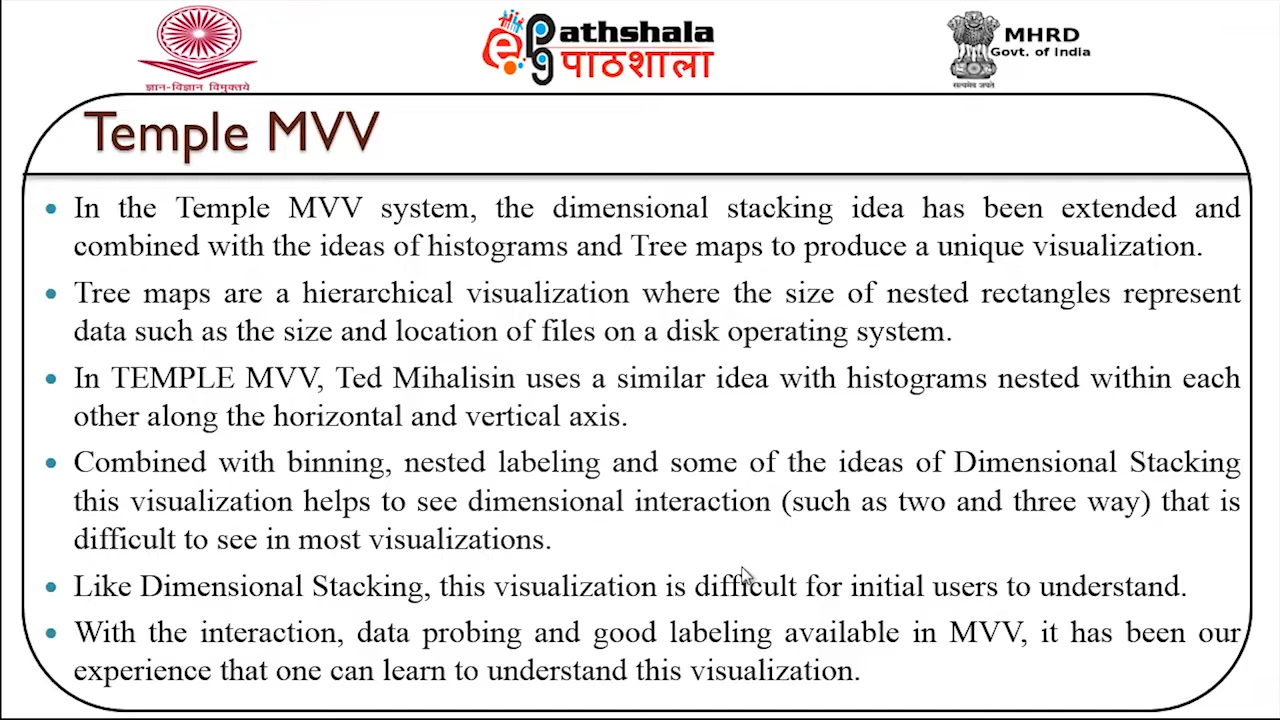 ज्ञान-विज्ञान विमुक्तये
e pg athshala
पाठशाला
सत्यमेव जयते
MHRD
Govt. of India
Temple MVV
• In the Temple MVV system, the dimensional stacking idea has been extended and
combined with the ideas of histograms and Tree maps to produce a unique visualization.
• Tree maps are a hierarchical visualization where the size of nested rectangles represent
data such as the size and location of files on a disk operating system.
• In TEMPLE MVV, Ted Mihalisin uses a similar idea with histograms nested within each
other along the horizontal and vertical axis.
• Combined with binning, nested labeling and some of the ideas of Dimensional Stacking
this visualization helps to see dimensional interaction (such as two and three way) that is
difficult to see in most visualizations.
• Like Dimensional Stacking, this visualization is difficult for initial users to understand.
• With the interaction, data probing and good labeling available in MVV, it has been our
experience that one can learn to understand this visualization.